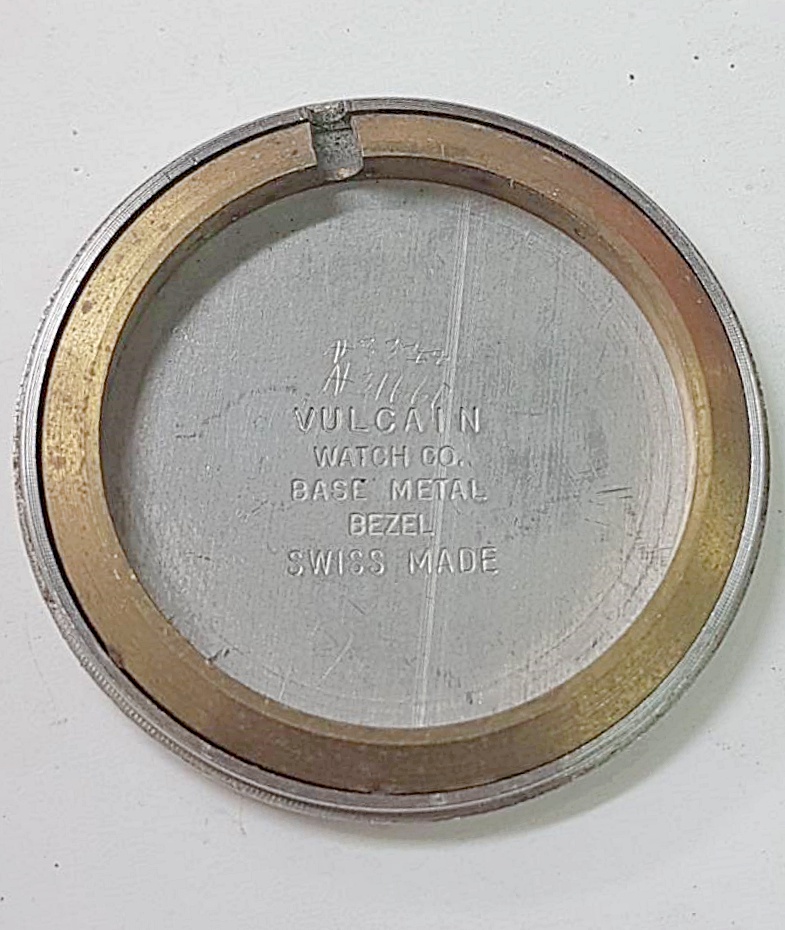 VULCAIN
WATCH CO.
BASE METAL
BEZEL
SWISS MADE